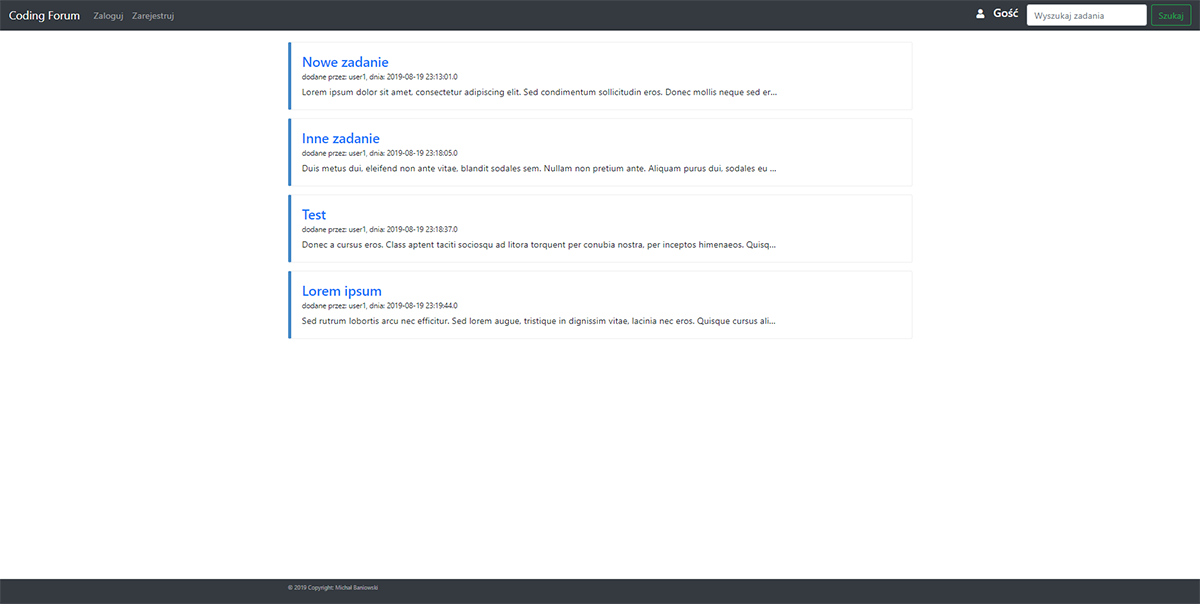 Coding Forum Zaloguj Zarejestruj Gość Wyszukaj zadania Szukaj
Nowe zadanie
dodane przez: user1, dnia: 2019-08-19 23:13:01.0
Lorem ipsum dolor sit amet, consectetur adipiscing elit. Sed condimentum sollicitudin eros. Donec mollis neque sed er...
Inne zadanie
dodane przez: user1, dnia: 2019-08-19 23:18:05.0
Duis metus dui, eleifend non ante vitae, blandit sodales sem. Nullam non pretium ante. Aliquam purus dui, sodales eu ...
Test
dodane przez: user1, dnia: 2019-08-19 23:18:37.0
Donec a cursus eros. Class aptent taciti sociosqu ad litora torquent per conubia nostra, per inceptos himenaeos. Quisq...
Lorem ipsum
dodane przez: user1, dnia: 2019-08-19 23:19:44.0
Sed rutrum lobortis arcu nec efficitur. Sed lorem augue, tristique in dignissim vitae, lacinia nec eros. Quisque cursus ali...
© 2019 Copyright: Michał Baniowski